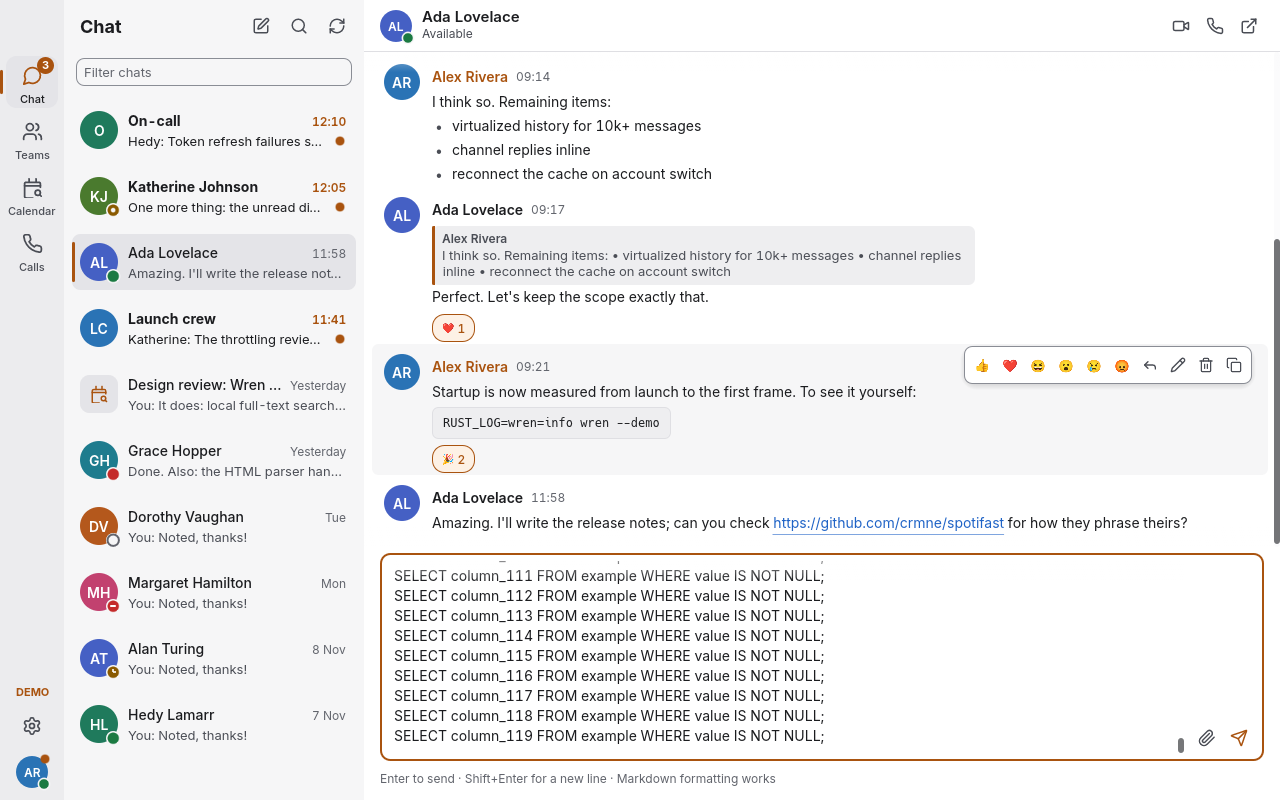 3
Chat
Teams
Calendar
Calls
DEMO
AR
Chat
Filter chats
O
On-call
12:10
Hedy: Token refresh failures s...
KJ
Katherine Johnson
12:05
One more thing: the unread di...
AL
Ada Lovelace
11:58
Amazing. I'll write the release not...
LC
Launch crew
11:41
Katherine: The throttling revie...
Design review: Wren ...
Yesterday
You: It does: local full-text search...
GH
Grace Hopper
Yesterday
Done. Also: the HTML parser han...
DV
Dorothy Vaughan
Tue
You: Noted, thanks!
MH
Margaret Hamilton
Mon
You: Noted, thanks!
AT
Alan Turing
8 Nov
You: Noted, thanks!
HL
Hedy Lamarr
7 Nov
You: Noted, thanks!
AL
Ada Lovelace
Available
AR
Alex Rivera 09:14
I think so. Remaining items:
• virtualized history for 10k+ messages
• channel replies inline
• reconnect the cache on account switch
AL
Ada Lovelace 09:17
Alex Rivera
I think so. Remaining items: • virtualized history for 10k+ messages • channel replies
inline • reconnect the cache on account switch
Perfect. Let's keep the scope exactly that.
❤️ 1
AR
Alex Rivera 09:21
Startup is now measured from launch to the first frame. To see it yourself:
RUST_LOG=wren=info wren --demo
🎉 2
AL
Ada Lovelace 11:58
Amazing. I'll write the release notes; can you check https://github.com/crmne/spotifast for how they phrase theirs?
SELECT column_111 FROM example WHERE value IS NOT NULL;
SELECT column_112 FROM example WHERE value IS NOT NULL;
SELECT column_113 FROM example WHERE value IS NOT NULL;
SELECT column_114 FROM example WHERE value IS NOT NULL;
SELECT column_115 FROM example WHERE value IS NOT NULL;
SELECT column_116 FROM example WHERE value IS NOT NULL;
SELECT column_117 FROM example WHERE value IS NOT NULL;
SELECT column_118 FROM example WHERE value IS NOT NULL;
SELECT column_119 FROM example WHERE value IS NOT NULL;
Enter to send · Shift+Enter for a new line · Markdown formatting works